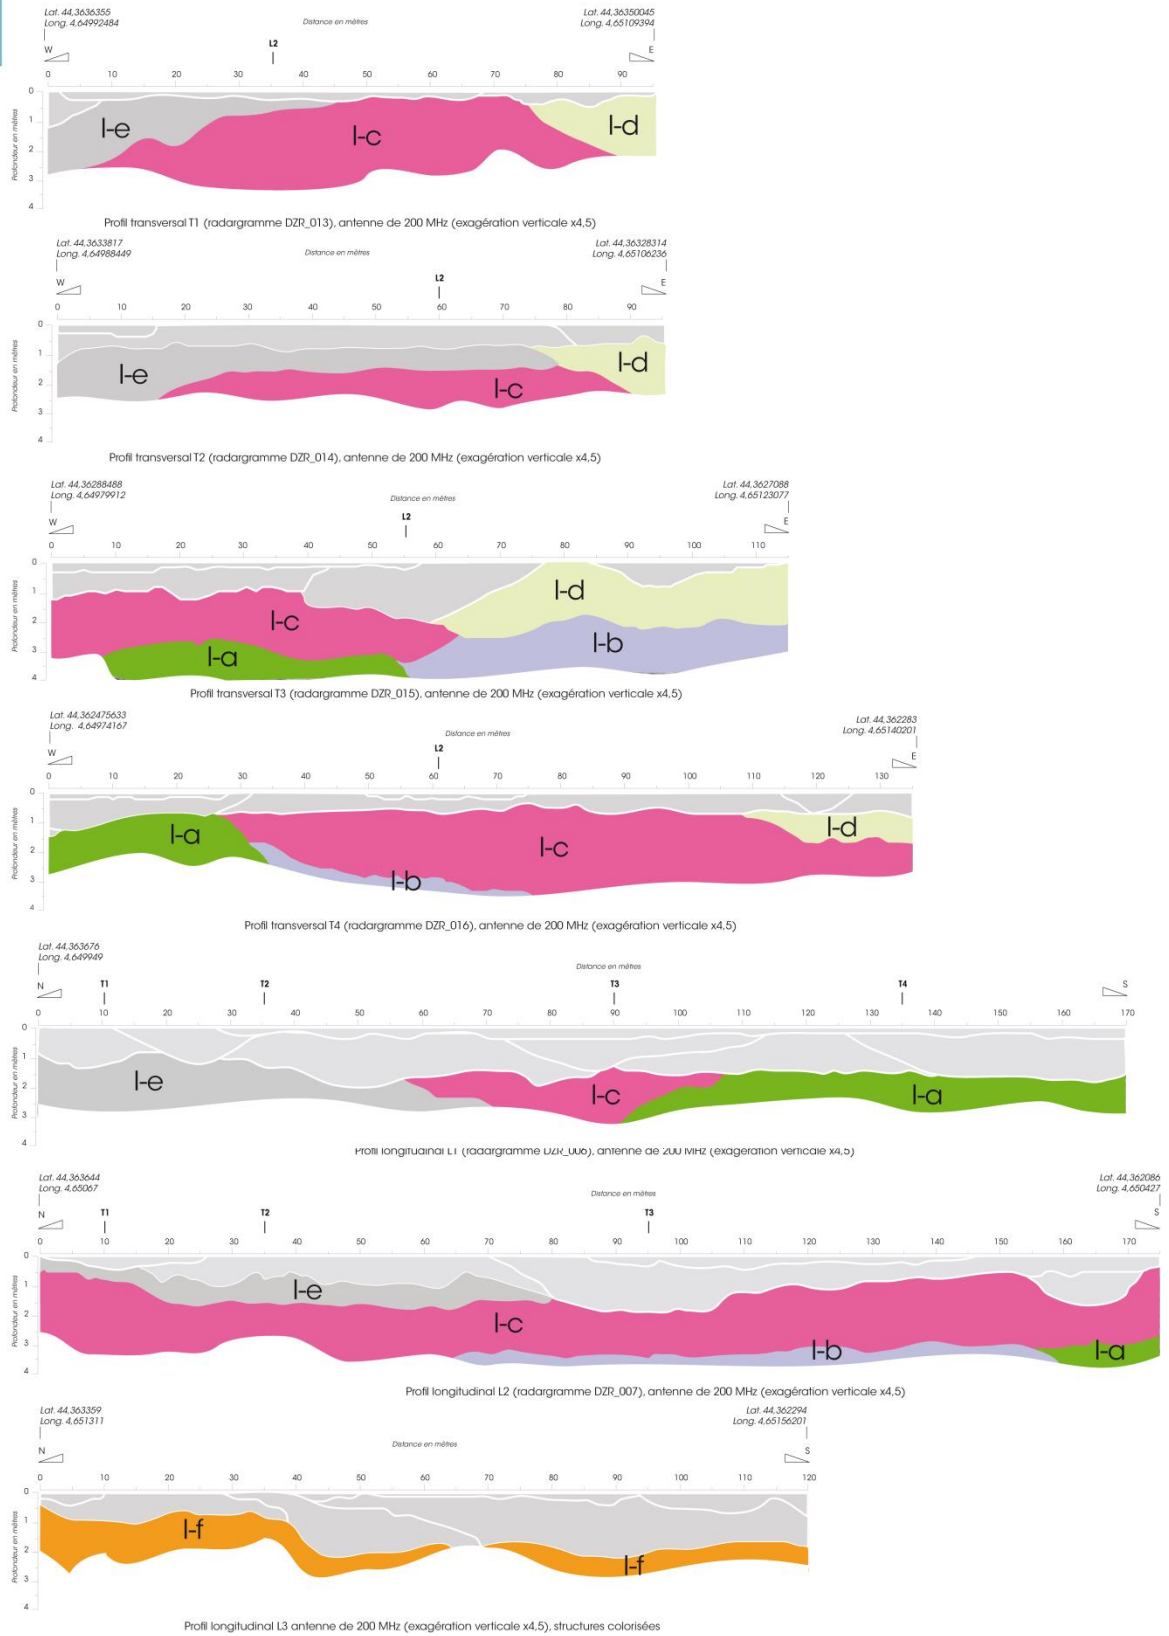 Lat. 44,3636355
Long. 4,64992484
Distance en mètres
Lat. 44,36350045
Long. 4,65109394
W
L2
E
0 10 20 30 40 50 60 70 80 90
Profondeur en mètres
0
1
2
3
4
l-e
l-c
l-d
Profil transversal T1 (radargramme DZR_013), antenne de 200 MHz (exagération verticale x4,5)
Lat. 44,3633817
Long. 4,64988449
Distance en mètres
Lat. 44,36328314
Long. 4,65106236
W
L2
E
0 10 20 30 40 50 60 70 80 90
Profondeur en mètres
0
1
2
3
4
l-e
l-c
l-d
Profil transversal T2 (radargramme DZR_014), antenne de 200 MHz (exagération verticale x4,5)
Lat. 44,36288488
Long. 4,64979912
Distance en mètres
Lat. 44,3627088
Long. 4,65123077
W
L2
E
0 10 20 30 40 50 60 70 80 90 100 110
Profondeur en mètres
0
1
2
3
4
l-c
l-a
l-d
l-b
Profil transversal T3 (radargramme DZR_015), antenne de 200 MHz (exagération verticale x4,5)
Lat. 44,362475633
Long. 4,64974167
Distance en mètres
Lat. 44,362283
Long. 4,65140201
W
L2
E
0 10 20 30 40 50 60 70 80 90 100 110 120 130
Profondeur en mètres
0
1
2
3
4
l-a
l-b
l-c
l-d
Profil transversal T4 (radargramme DZR_016), antenne de 200 MHz (exagération verticale x4,5)
Lat. 44,363676
Long. 4,649949
Distance en mètres
N
T1
T2
T3
T4
S
0 10 20 30 40 50 60 70 80 90 100 110 120 130 140 150 160 170
Profondeur en mètres
0
1
2
3
4
l-e
l-c
l-a
Profil longitudinal L1 (radargramme DZR_006), antenne de 200 MHz (exagération verticale x4,5)
Lat. 44,363644
Long. 4,65067
Distance en mètres
Lat. 44,362086
Long. 4,650427
N
T1
T2
T3
S
0 10 20 30 40 50 60 70 80 90 100 110 120 130 140 150 160 170
Profondeur en mètres
0
1
2
3
4
l-e
l-c
l-b
l-a
Profil longitudinal L2 (radargramme DZR_007), antenne de 200 MHz (exagération verticale x4,5)
Lat. 44,363359
Long. 4,651311
Distance en mètres
Lat. 44,362294
Long. 4,65156201
N
S
0 10 20 30 40 50 60 70 80 90 100 110 120
Profondeur en mètres
0
1
2
3
4
l-f
l-f
Profil longitudinal L3 antenne de 200 MHz (exagération verticale x4,5), structures colorisées